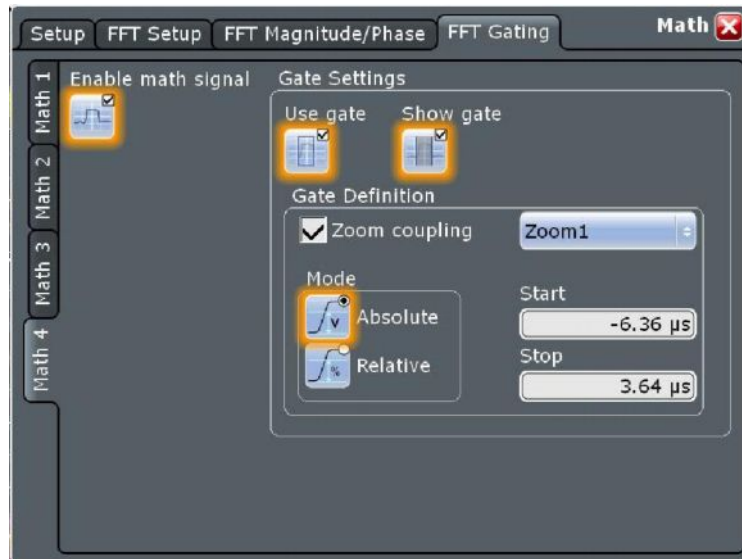 Setup FFT Setup FFT Magnitude/Phase FFT Gating Math
Math 1
Math 2
Math 3
Math 4
Enable math signal
Gate Settings
Use gate Show gate
Gate Definition
Zoom coupling Zoom1
Mode
Absolute
Relative
Start
-6.36 µs
Stop
3.64 µs